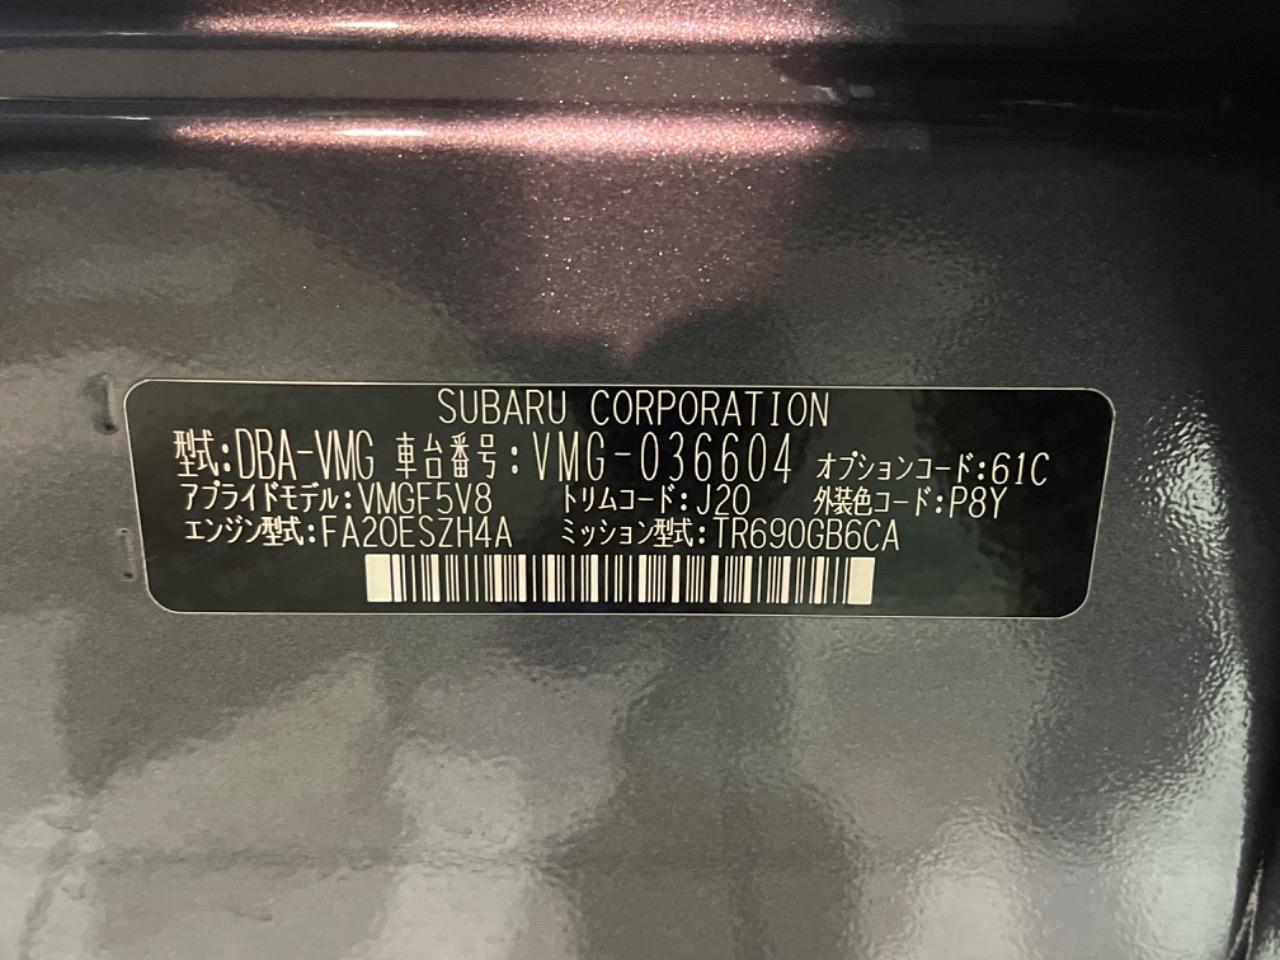 SUBARU CORPORATION
型式:DBA-VMG 車台番号:VMG-036604 オプションコード:61C
アプライドモデル:VMGF5V8 トリムコード:J20 外装色コード:P8Y
エンジン型式:FA20ESZH4A ミッション型式:TR690GB6CA